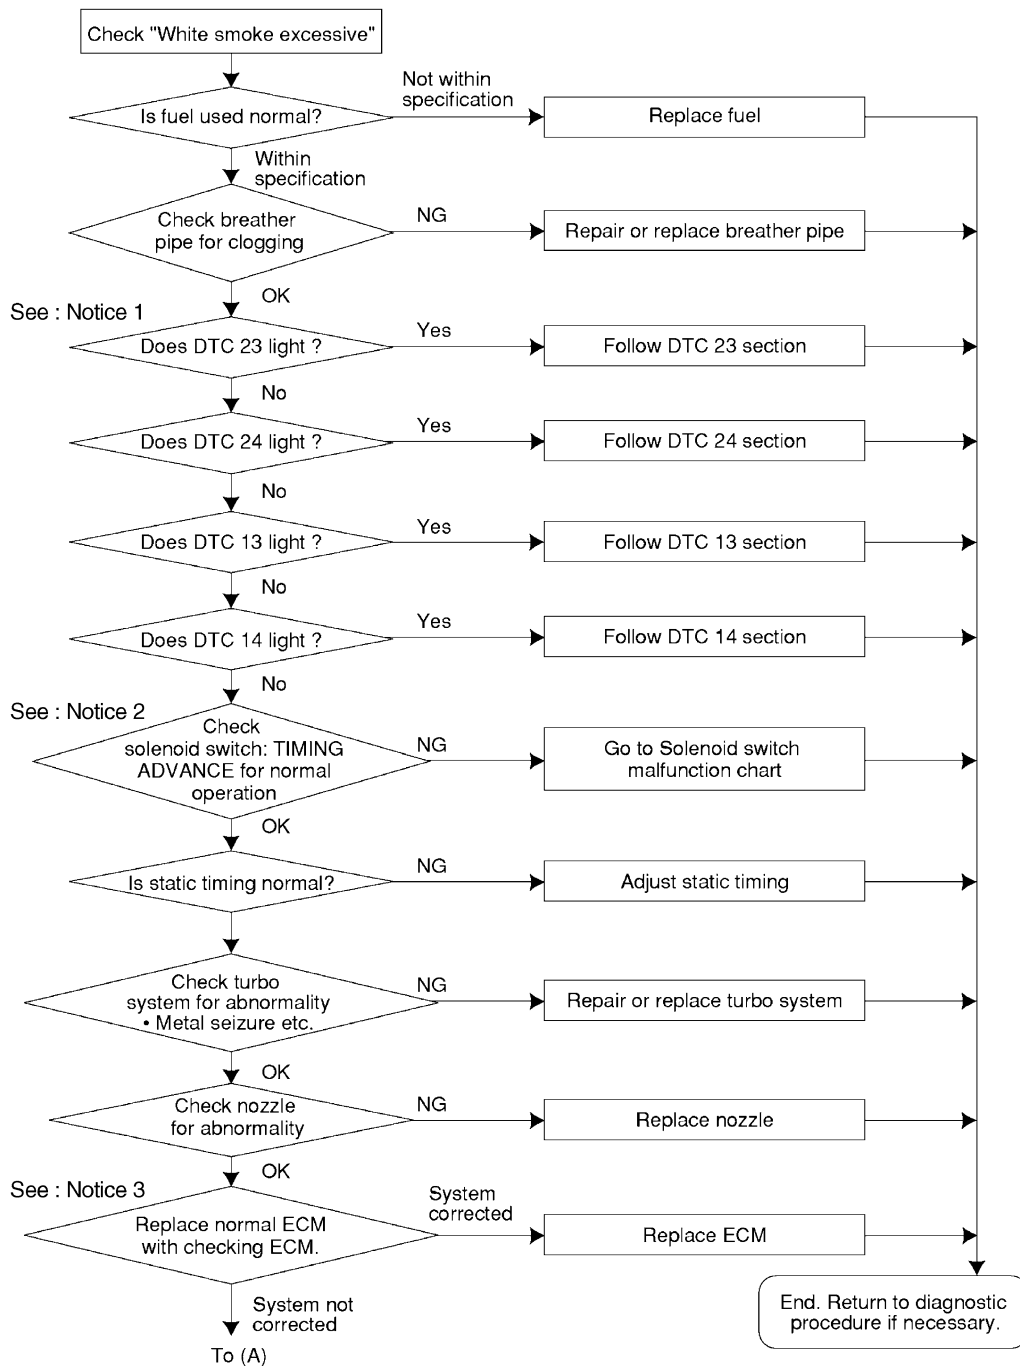 Check "White smoke excessive"
Is fuel used normal?
Not within
specification
Replace fuel
Within
specification
Check breather
pipe for clogging
NG
Repair or replace breather pipe
OK
See : Notice 1
Does DTC 23 light ?
Yes
Follow DTC 23 section
No
Does DTC 24 light ?
Yes
Follow DTC 24 section
No
Does DTC 13 light ?
Yes
Follow DTC 13 section
No
Does DTC 14 light ?
Yes
Follow DTC 14 section
No
See : Notice 2
Check
solenoid switch: TIMING
ADVANCE for normal
operation
NG
Go to Solenoid switch
malfunction chart
OK
Is static timing normal?
NG
Adjust static timing
Check turbo
system for abnormality
• Metal seizure etc.
NG
Repair or replace turbo system
OK
Check nozzle
for abnormality
NG
Replace nozzle
OK
See : Notice 3
Replace normal ECM
with checking ECM.
System
corrected
Replace ECM
System not
corrected
To (A)
End. Return to diagnostic
procedure if necessary.